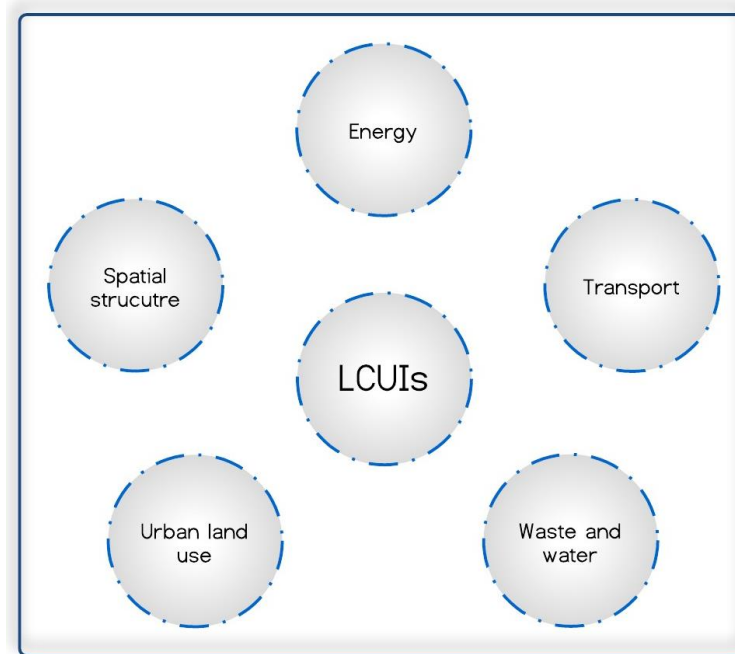 Energy
Spatial
strucutre
Transport
LCUIs
Urban land
use
Waste and
water